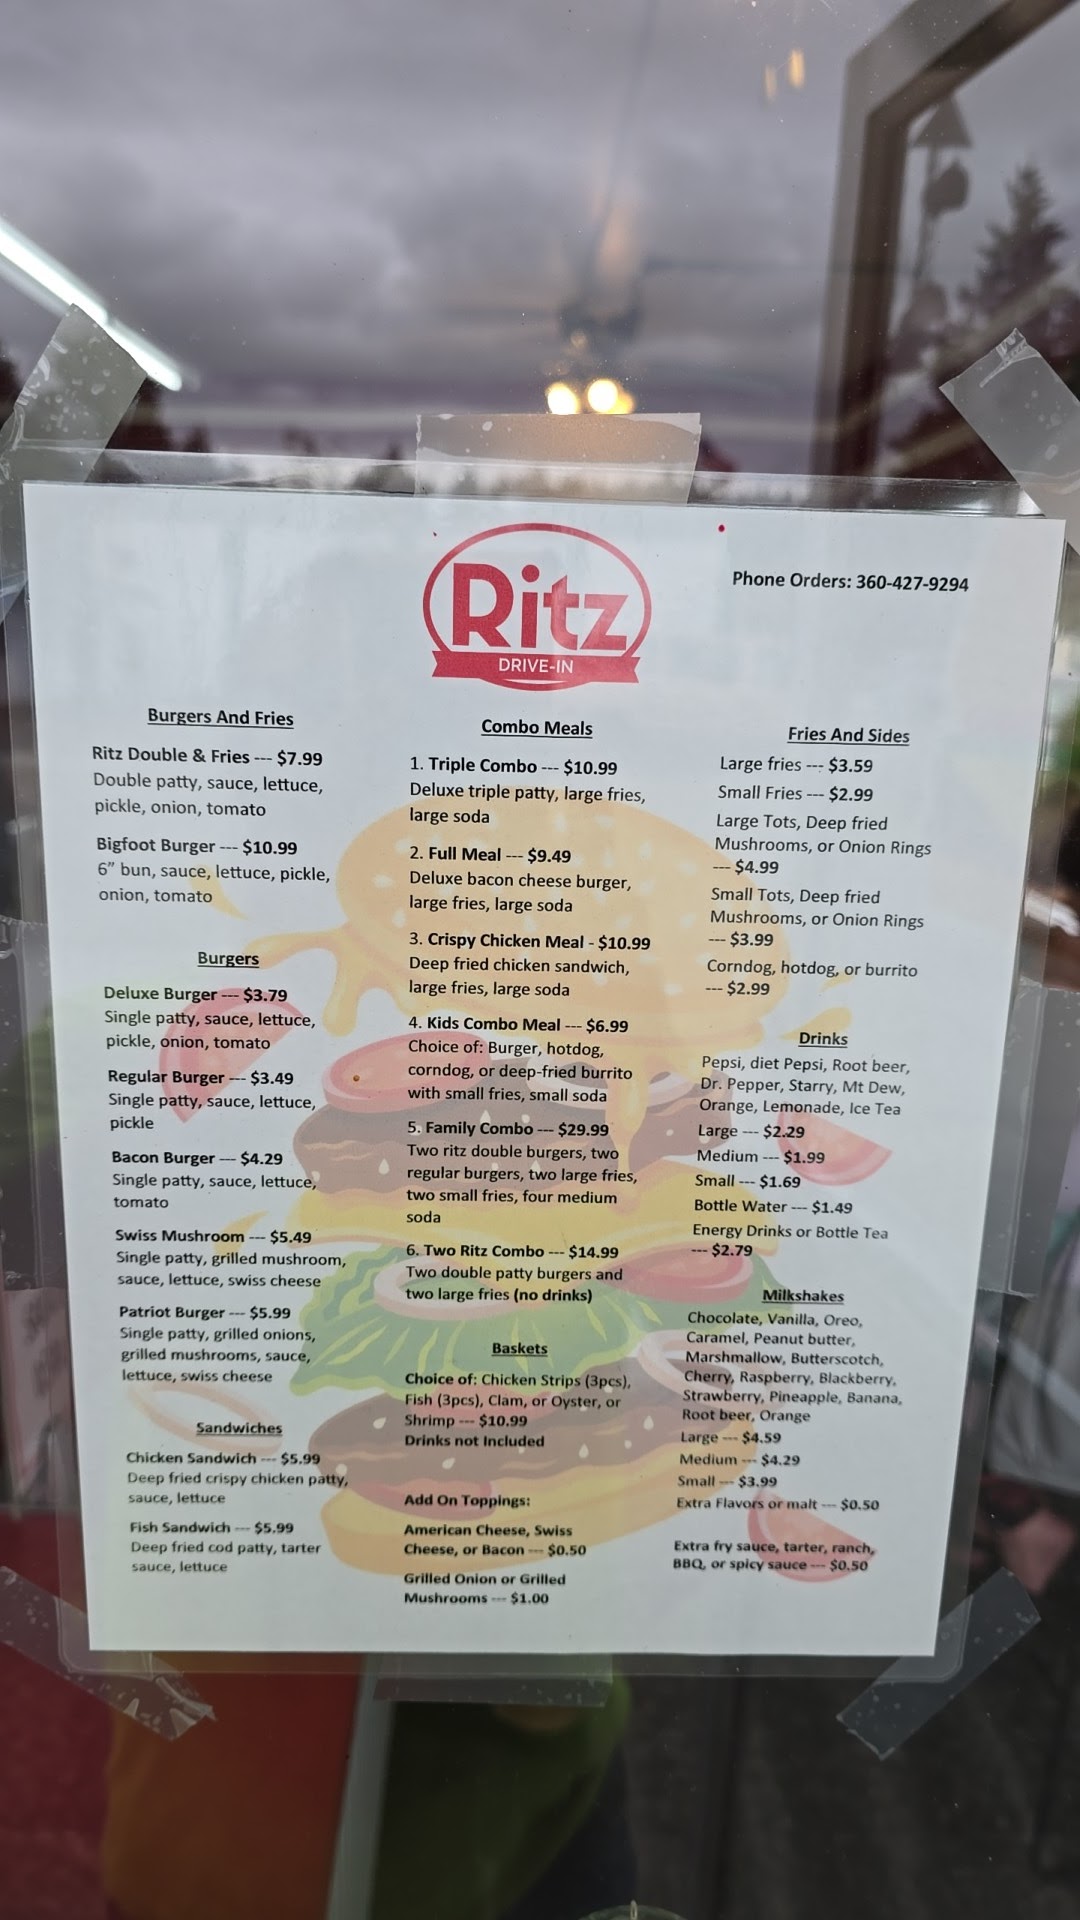 Ritz
DRIVE-IN
Phone Orders: 360-427-9294
Burgers And Fries
Ritz Double & Fries --- $7.99
Double patty, sauce, lettuce,
pickle, onion, tomato
Bigfoot Burger --- $10.99
6” bun, sauce, lettuce, pickle,
onion, tomato
Burgers
Deluxe Burger --- $3.79
Single patty, sauce, lettuce,
pickle, onion, tomato
Regular Burger --- $3.49
Single patty, sauce, lettuce,
pickle
Bacon Burger --- $4.29
Single patty, sauce, lettuce,
tomato
Swiss Mushroom --- $5.49
Single patty, grilled mushroom,
sauce, lettuce, swiss cheese
Patriot Burger --- $5.99
Single patty, grilled onions,
grilled mushrooms, sauce,
lettuce, swiss cheese
Sandwiches
Chicken Sandwich --- $5.99
Deep fried crispy chicken patty,
sauce, lettuce
Fish Sandwich --- $5.99
Deep fried cod patty, tarter
sauce, lettuce
Combo Meals
1. Triple Combo --- $10.99
Deluxe triple patty, large fries,
large soda
2. Full Meal --- $9.49
Deluxe bacon cheese burger,
large fries, large soda
3. Crispy Chicken Meal - $10.99
Deep fried chicken sandwich,
large fries, large soda
4. Kids Combo Meal --- $6.99
Choice of: Burger, hotdog,
corndog, or deep-fried burrito
with small fries, small soda
5. Family Combo --- $29.99
Two ritz double burgers, two
regular burgers, two large fries,
two small fries, four medium
soda
6. Two Ritz Combo --- $14.99
Two double patty burgers and
two large fries (no drinks)
Baskets
Choice of: Chicken Strips (3pcs),
Fish (3pcs), Clam, or Oyster, or
Shrimp --- $10.99
Drinks not Included
Add On Toppings:
American Cheese, Swiss
Cheese, or Bacon --- $0.50
Grilled Onion or Grilled
Mushrooms --- $1.00
Fries And Sides
Large fries --- $3.59
Small Fries --- $2.99
Large Tots, Deep fried
Mushrooms, or Onion Rings
--- $4.99
Small Tots, Deep fried
Mushrooms, or Onion Rings
--- $3.99
Corndog, hotdog, or burrito
--- $2.99
Drinks
Pepsi, diet Pepsi, Root beer,
Dr. Pepper, Starry, Mt Dew,
Orange, Lemonade, Ice Tea
Large --- $2.29
Medium --- $1.99
Small --- $1.69
Bottle Water --- $1.49
Energy Drinks or Bottle Tea
--- $2.79
Milkshakes
Chocolate, Vanilla, Oreo,
Caramel, Peanut butter,
Marshmallow, Butterscotch,
Cherry, Raspberry, Blackberry,
Strawberry, Pineapple, Banana,
Root beer, Orange
Large --- $4.59
Medium --- $4.29
Small --- $3.99
Extra Flavors or malt --- $0.50
Extra fry sauce, tarter, ranch,
BBQ, or spicy sauce --- $0.50